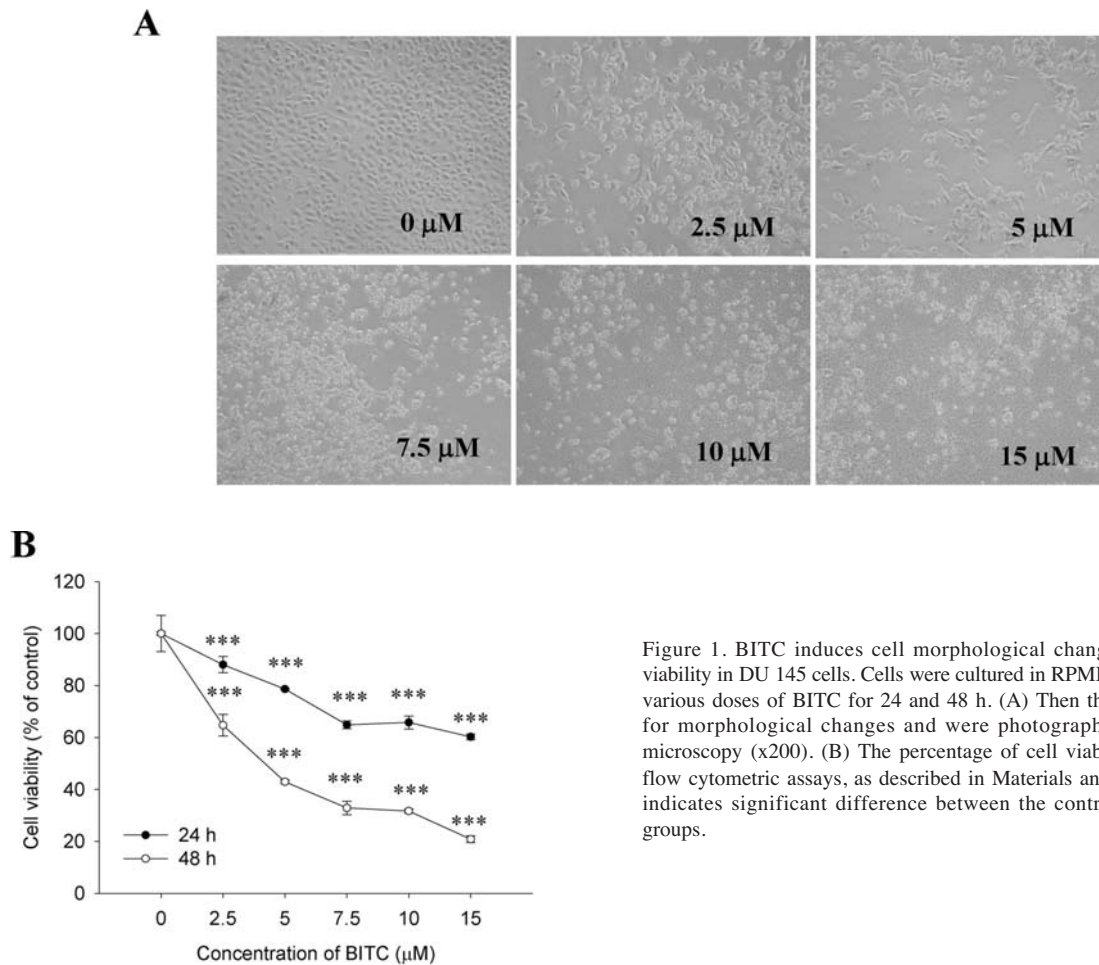 A
0 μM
2.5 μM
5 μM
7.5 μM
10 μM
15 μM
B
120
100
80
60
40
20
0
Cell viability (% of control)
***
***
***
***
***
***
***
***
***
***
24 h
48 h
0 2.5 5 7.5 10 15
Concentration of BITC (μM)
Figure 1. BITC induces cell morphological chang
viability in DU 145 cells. Cells were cultured in RPMI
various doses of BITC for 24 and 48 h. (A) Then th
for morphological changes and were photograph
microscopy (x200). (B) The percentage of cell viab
flow cytometric assays, as described in Materials an
indicates significant difference between the contr
groups.